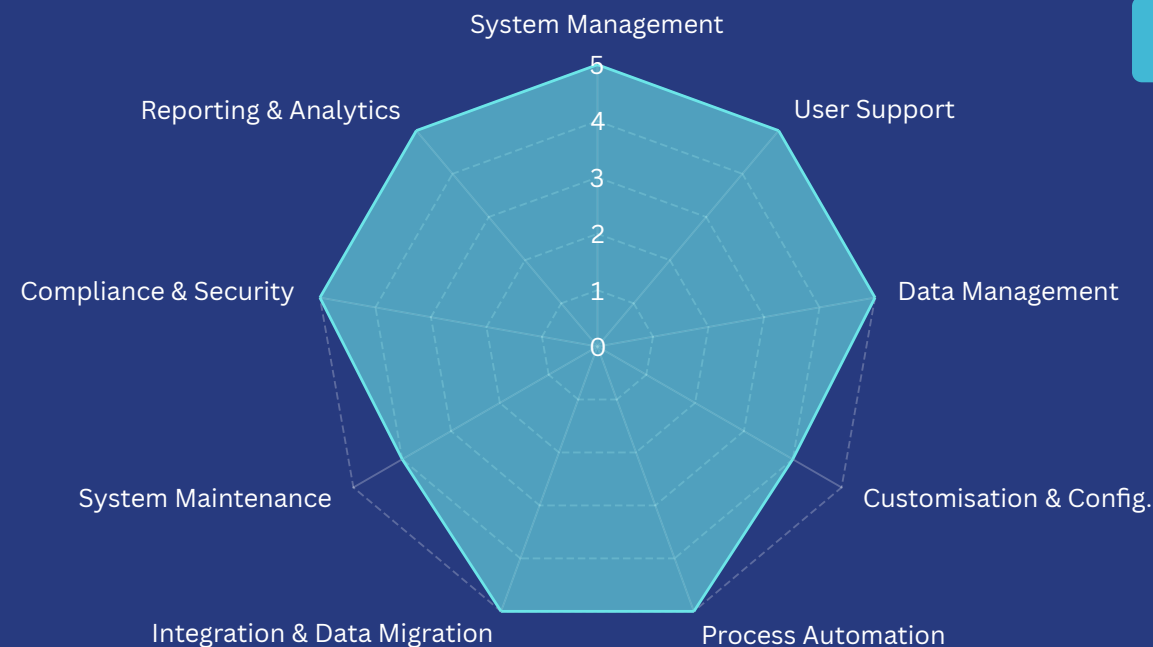 System Management
5
Reporting & Analytics
User Support
4
3
2
1
Compliance & Security
Data Management
0
System Maintenance
Customisation & Config.
Integration & Data Migration
Process Automation